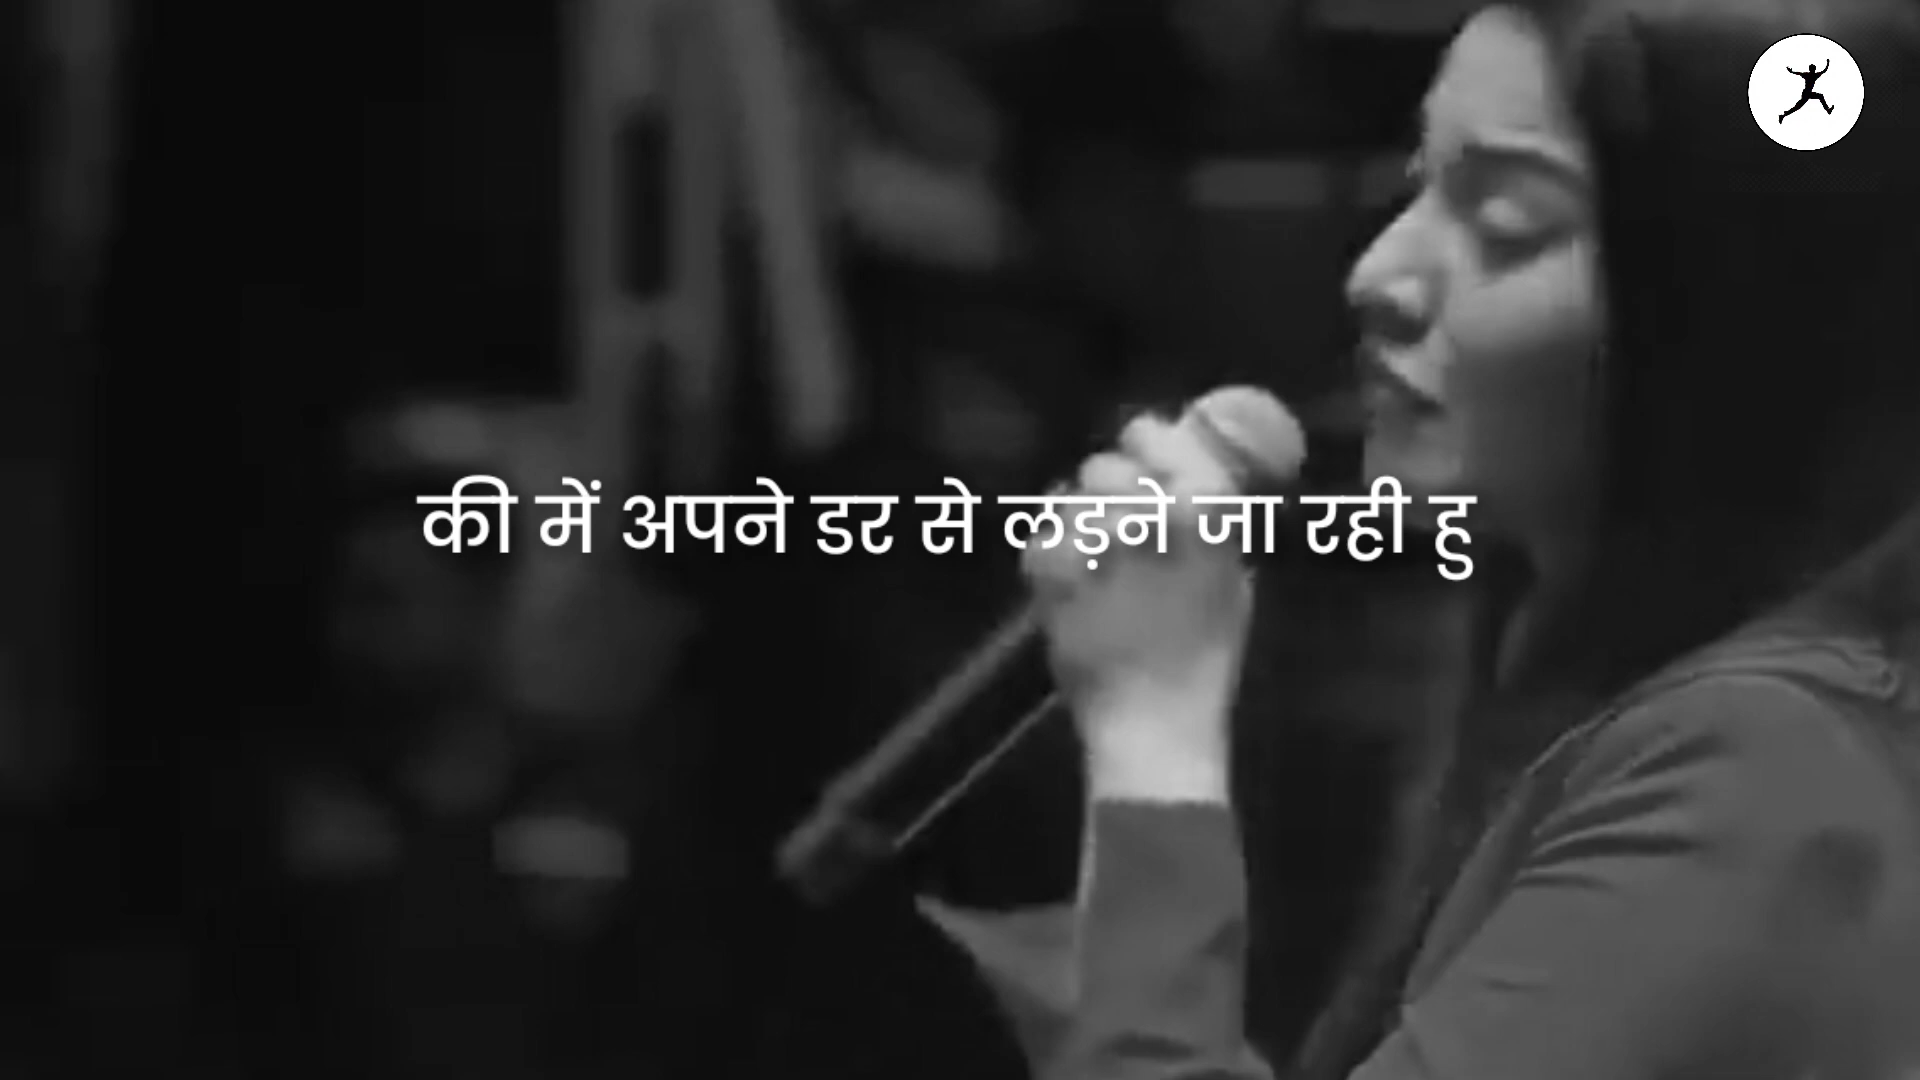 की में अपने डर से लड़ने जा रही हु